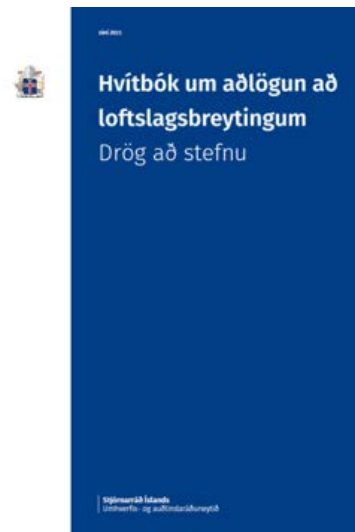 Hvítbók um aðlögun að
loftslagsbreytingum
Drög að stefnu
Stjórnarráð Íslands
Umhverfis- og auðlindaráðuneytið